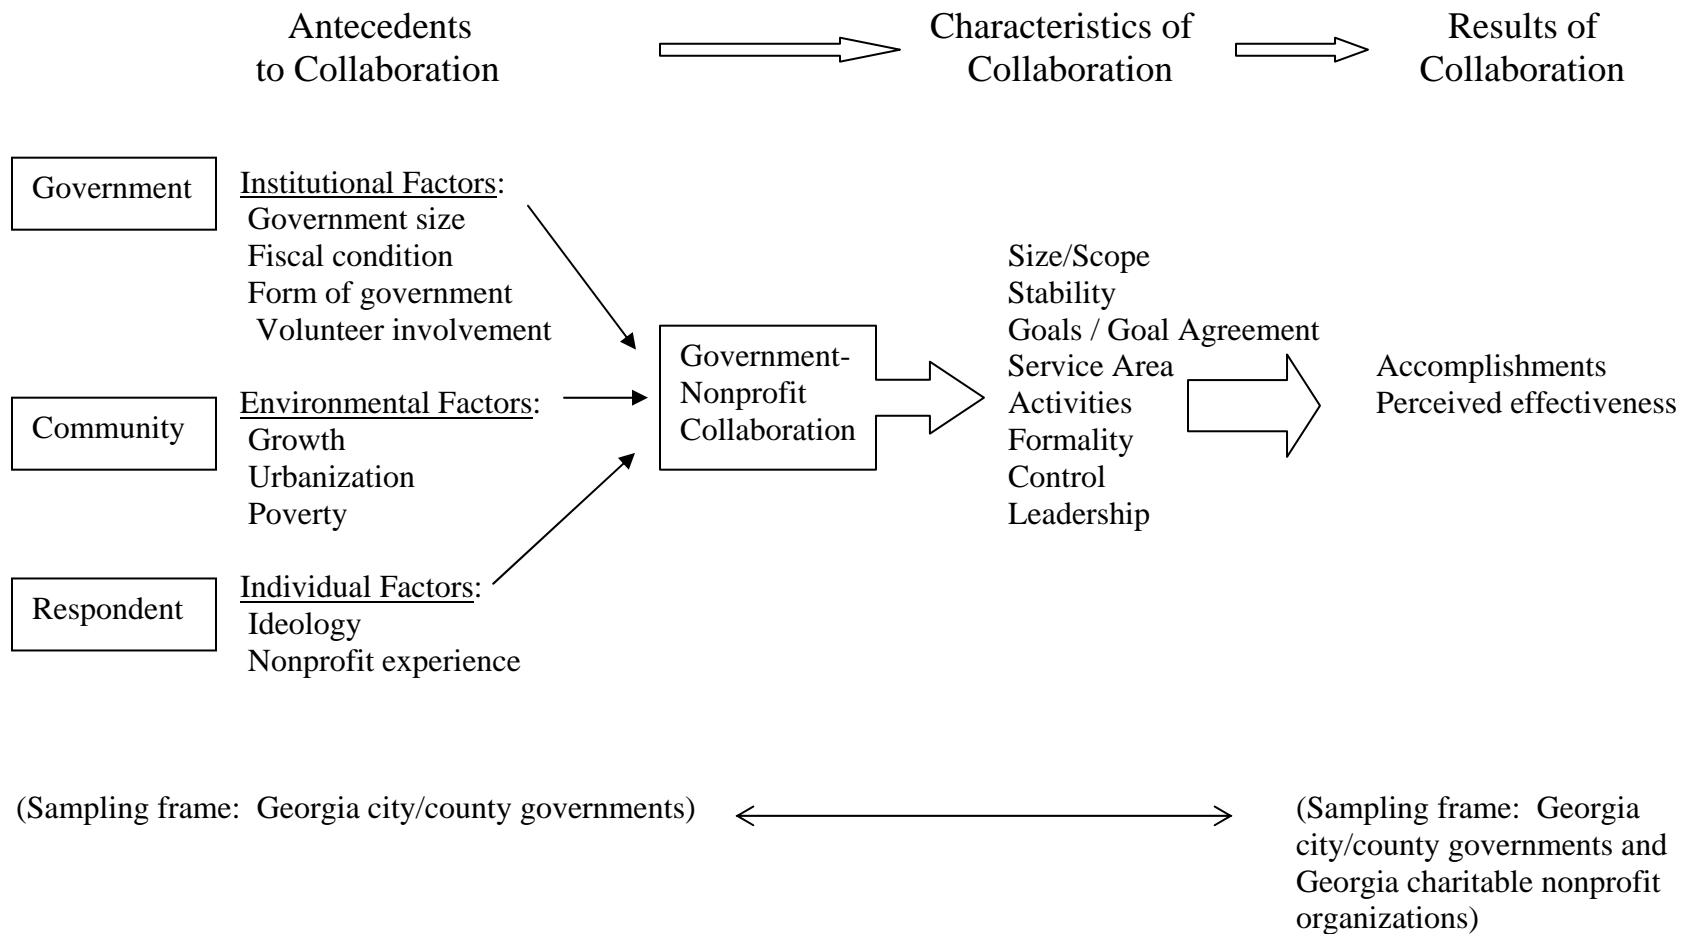 Antecedents
to Collaboration
Characteristics of
Collaboration
Results of
Collaboration
Government
Institutional Factors:
Government size
Fiscal condition
Form of government
Volunteer involvement
Community
Environmental Factors:
Growth
Urbanization
Poverty
Respondent
Individual Factors:
Ideology
Nonprofit experience
Government-
Nonprofit
Collaboration
Size/Scope
Stability
Goals / Goal Agreement
Service Area
Activities
Formality
Control
Leadership
Accomplishments
Perceived effectiveness
(Sampling frame:  Georgia city/county governments)
(Sampling frame:  Georgia
city/county governments and
Georgia charitable nonprofit
organizations)